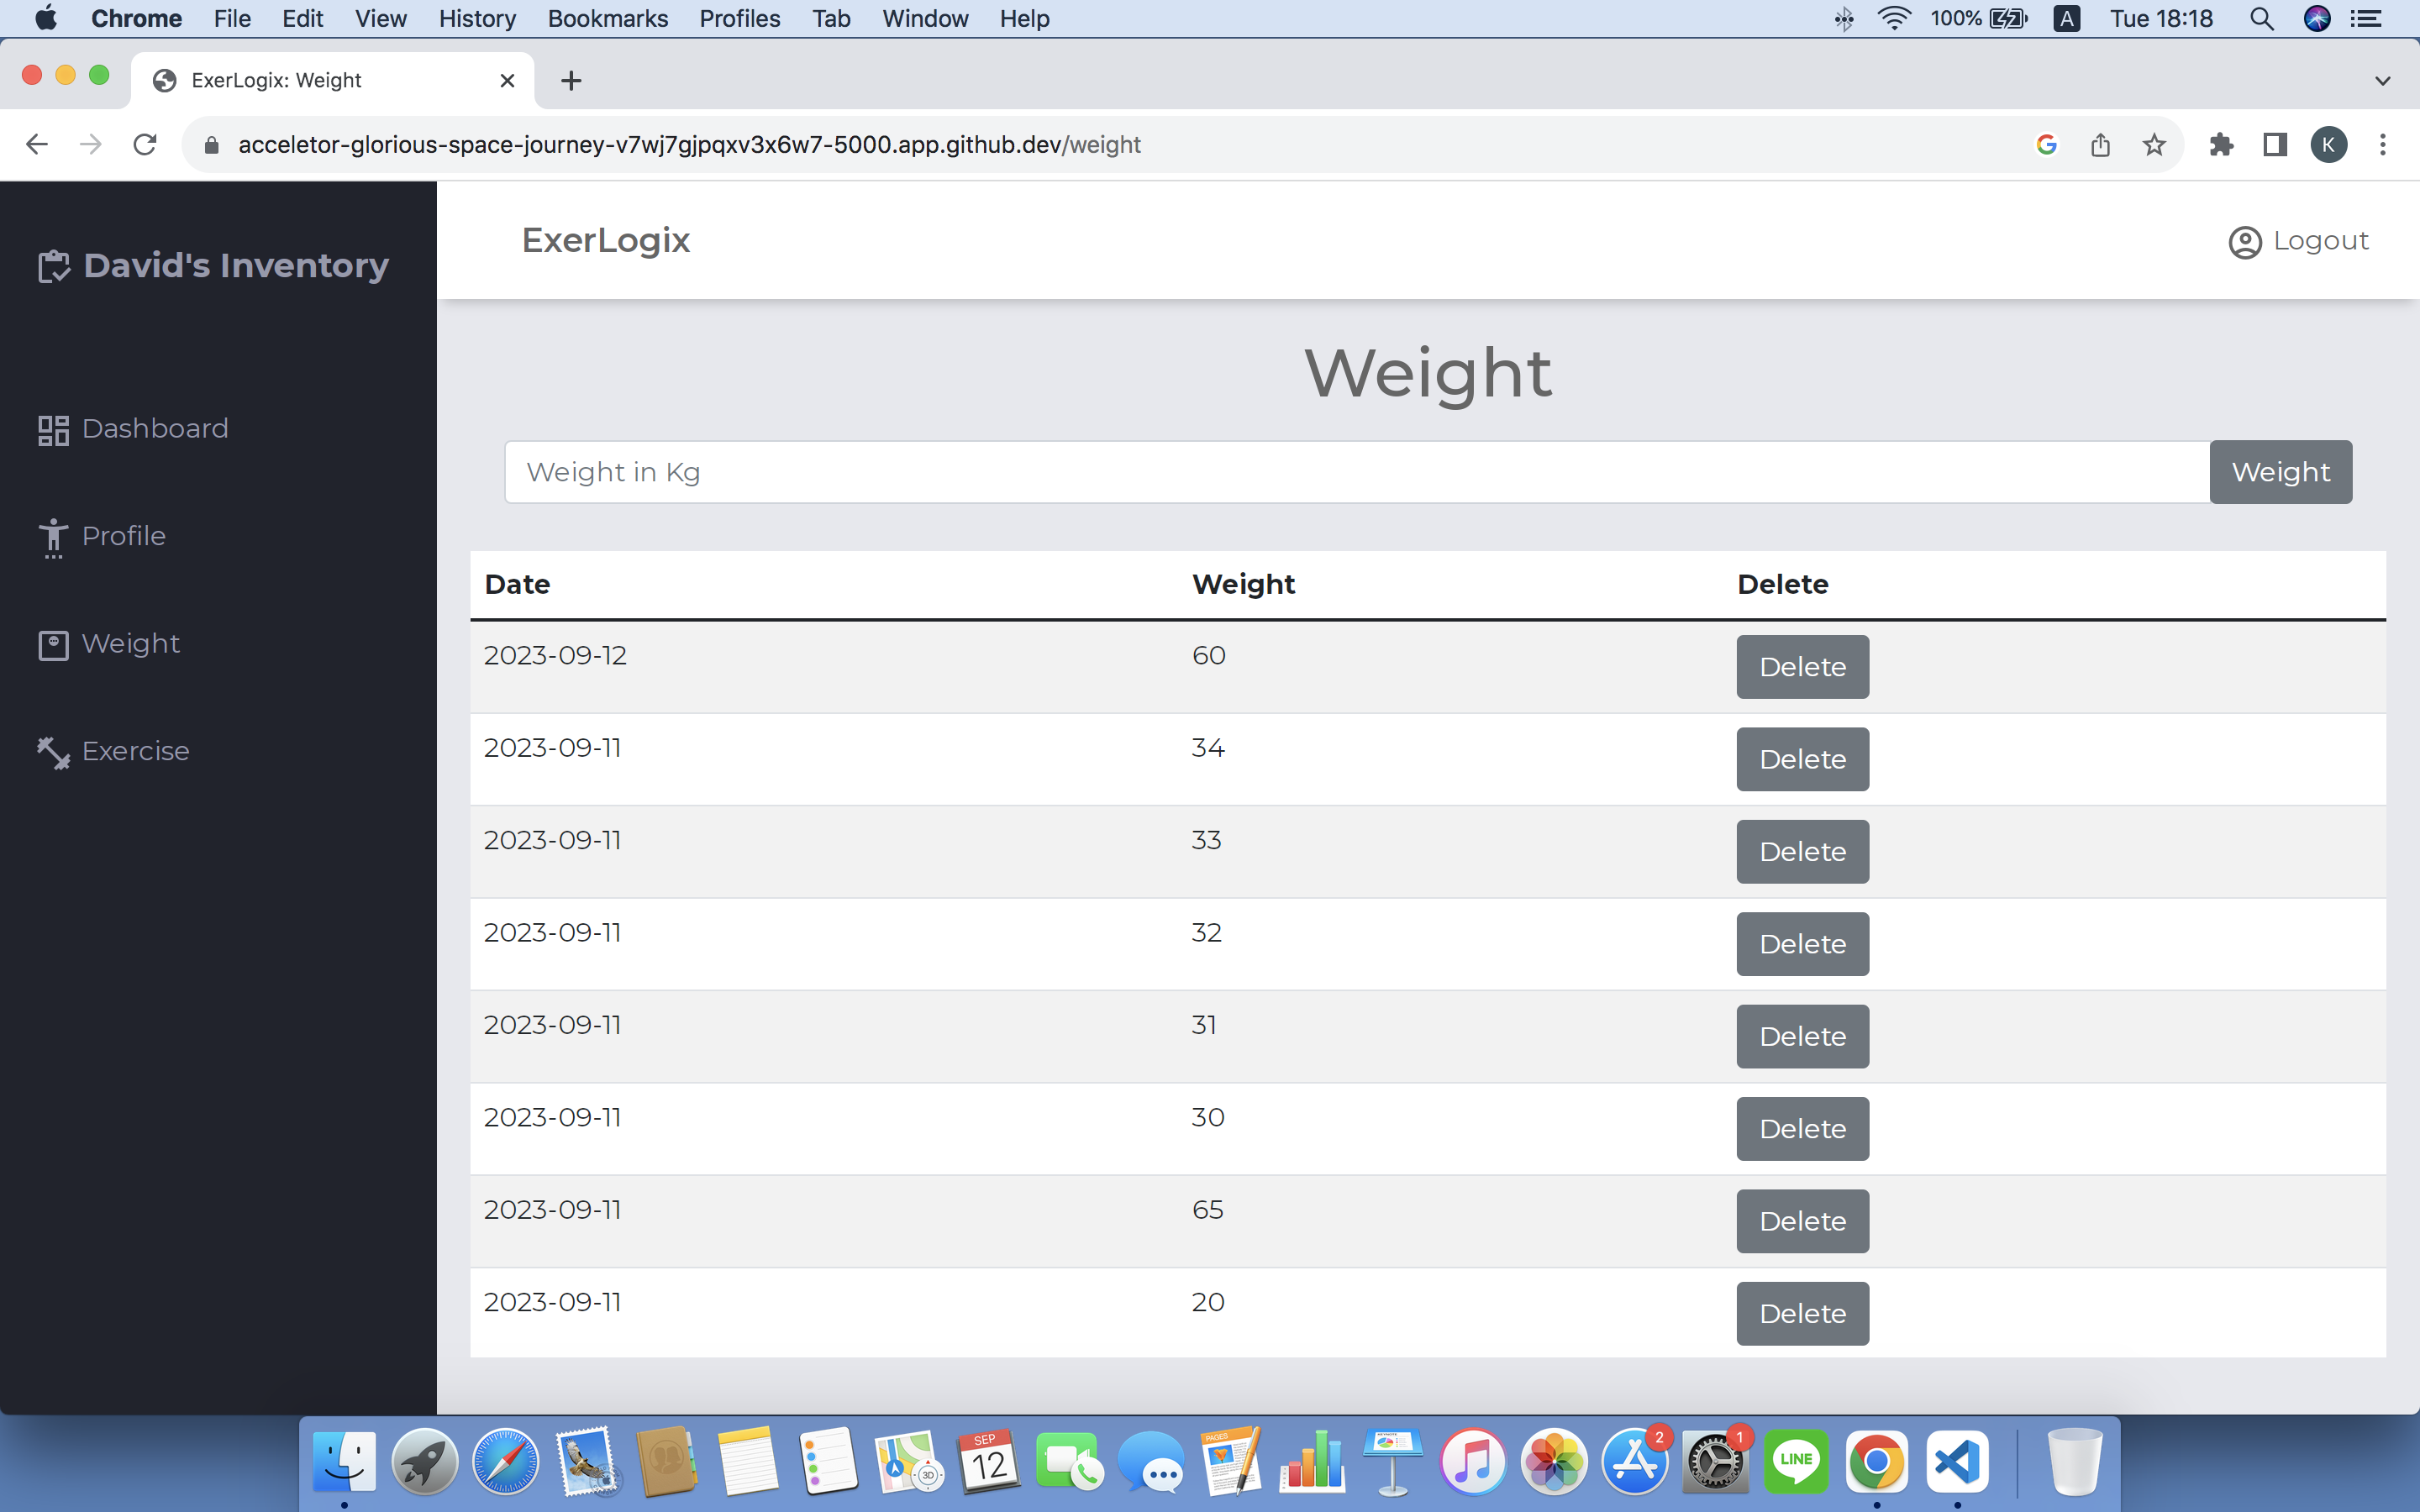 Chrome File Edit View History Bookmarks Profiles Tab Window Help 100% A Tue 18:18
ExerLogix: Weight
acceletor-glorious-space-journey-v7wj7gjpqxv3x6w7-5000.app.github.dev/weight K
David's Inventory
ExerLogix Logout
Dashboard
Profile
Weight
Exercise
Weight
Weight in Kg Weight
Date Weight Delete
2023-09-12 60 Delete
2023-09-11 34 Delete
2023-09-11 33 Delete
2023-09-11 32 Delete
2023-09-11 31 Delete
2023-09-11 30 Delete
2023-09-11 65 Delete
2023-09-11 20 Delete
3D SEP 12 PAGES 2 1 LINE